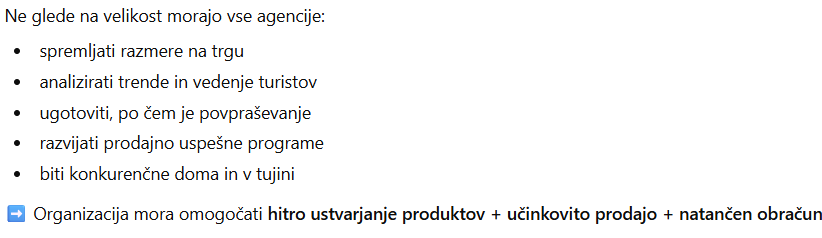 Ne glede na velikost morajo vse agencije:
• spremljati razmere na trgu
• analizirati trende in vedenje turistov
• ugotoviti, po čem je povpraševanje
• razvijati prodajno uspešne programe
• biti konkurenčne doma in v tujini
➡️ Organizacija mora omogočati hitro ustvarjanje produktov + učinkovito prodajo + natančen obračun